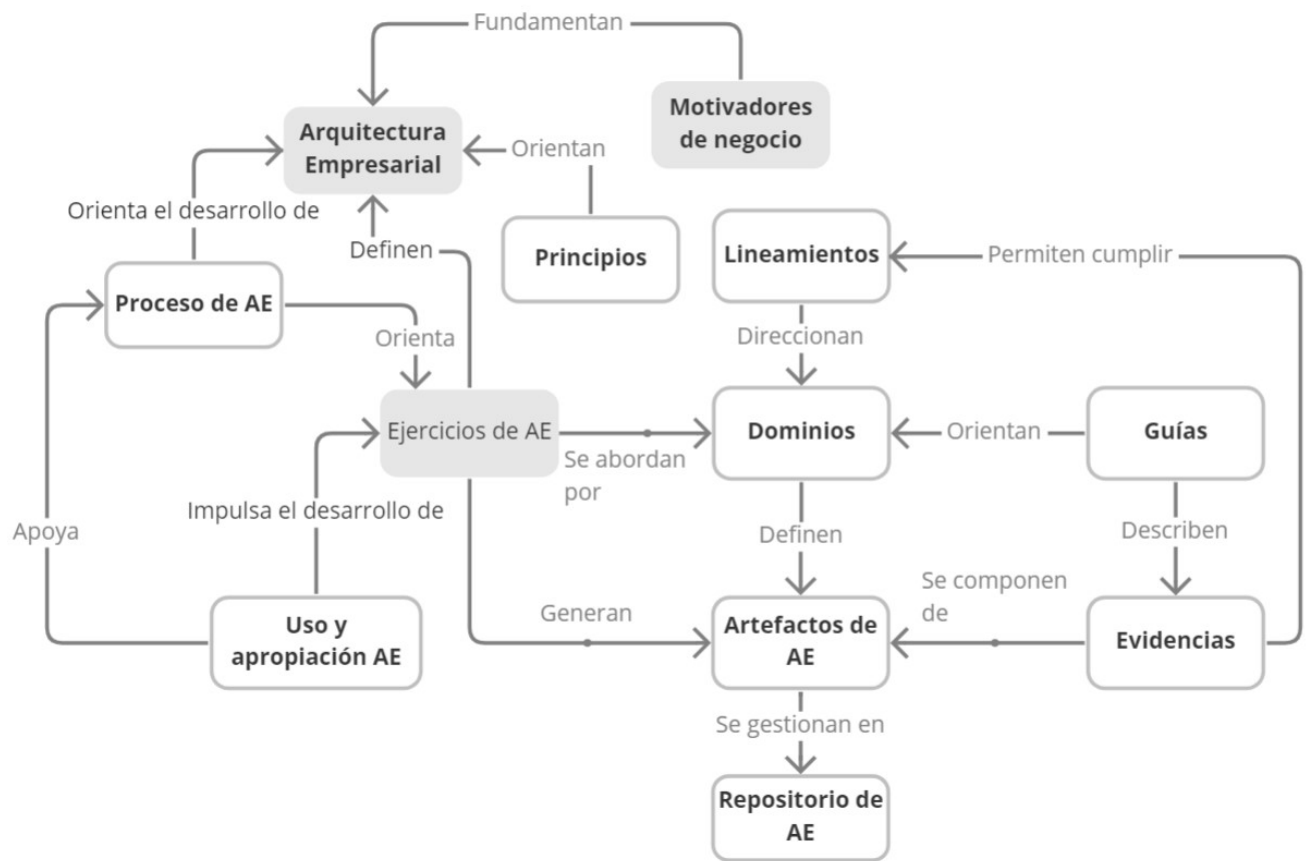 Fundamentan
Motivadores
de negocio
Arquitectura
Empresarial
Orientan
Orienta el desarrollo de
Definen
Principios
Lineamientos
Permiten cumplir
Proceso de AE
Orienta
Direccionan
Ejercicios de AE
Se abordan
por
Dominios
Orientan
Guías
Impulsa el desarrollo de
Apoya
Definen
Describen
Uso y
apropiación AE
Generan
Artefactos de
AE
Se componen
de
Evidencias
Se gestionan en
Repositorio de
AE